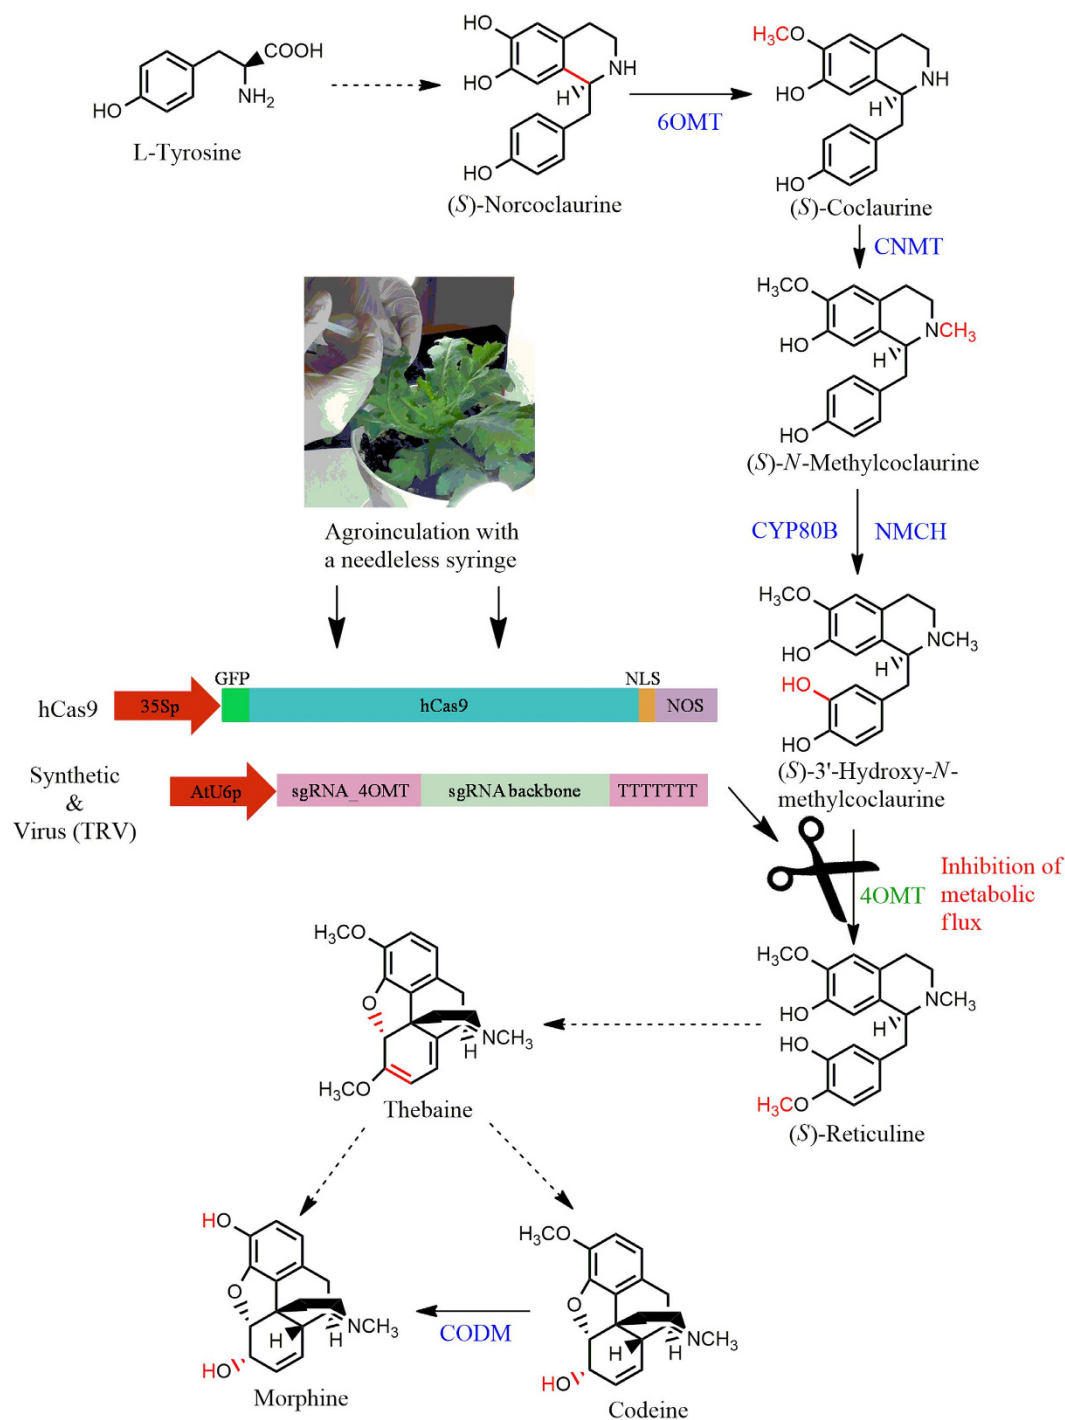 HO
COOH
NH₂
L-Tyrosine
HO
HO
NH
H
HO
(S)-Norcoclaurine
6OMT
H₃CO
HO
NH
H
HO
(S)-Coclaurine
CNMT
H₃CO
HO
NCH₃
H
HO
(S)-N-Methylcoclaurine
CYP80B
NMCH
H₃CO
HO
NCH₃
H
HO
HO
(S)-3'-Hydroxy-N-
methylcoclaurine
Agroinculation with
a needleless syringe
GFP
NLS
hCas9
35Sp
hCas9
NOS
Synthetic
&
Virus (TRV)
AtU6p
sgRNA_4OMT
sgRNA backbone
TTTTTTT
4OMT
Inhibition of
metabolic
flux
H₃CO
HO
NCH₃
H
HO
H₃CO
(S)-Reticuline
H₃CO
O
NCH₃
H
H₃CO
Thebaine
HO
O
NCH₃
H
H
HO
Morphine
CODM
H₃CO
O
NCH₃
H
H
HO
Codeine